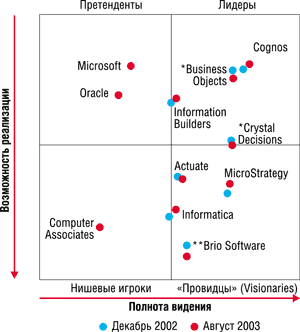 Претенденты
Лидеры
Cognos
Microsoft
*Business
Objects
Oracle
Information
Builders
*Crystal
Decisions
Actuate
MicroStrategy
Informatica
Computer
Associates
**Brio Software
Возможность реализации
Нишевые игроки
«Провидцы» (Visionaries)
Полнота видения
Декабрь 2002
Август 2003